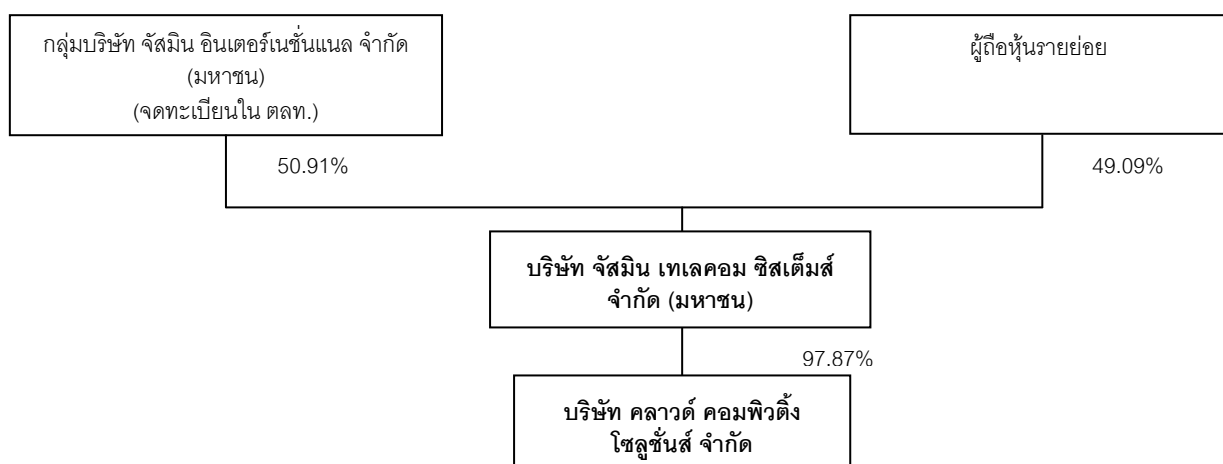 กลุ่มบริษัท จัสมิน อินเตอร์เนชั่นแนล จำกัด
(มหาชน)
(จดทะเบียนใน ตลท.)
ผู้ถือหุ้นรายย่อย
50.91%
49.09%
บริษัท จัสมิน เทเลคอม ซิสเต็มส์
จำกัด (มหาชน)
97.87%
บริษัท คลาวด์ คอมพิวติ้ง
โซลูชั่นส์ จำกัด